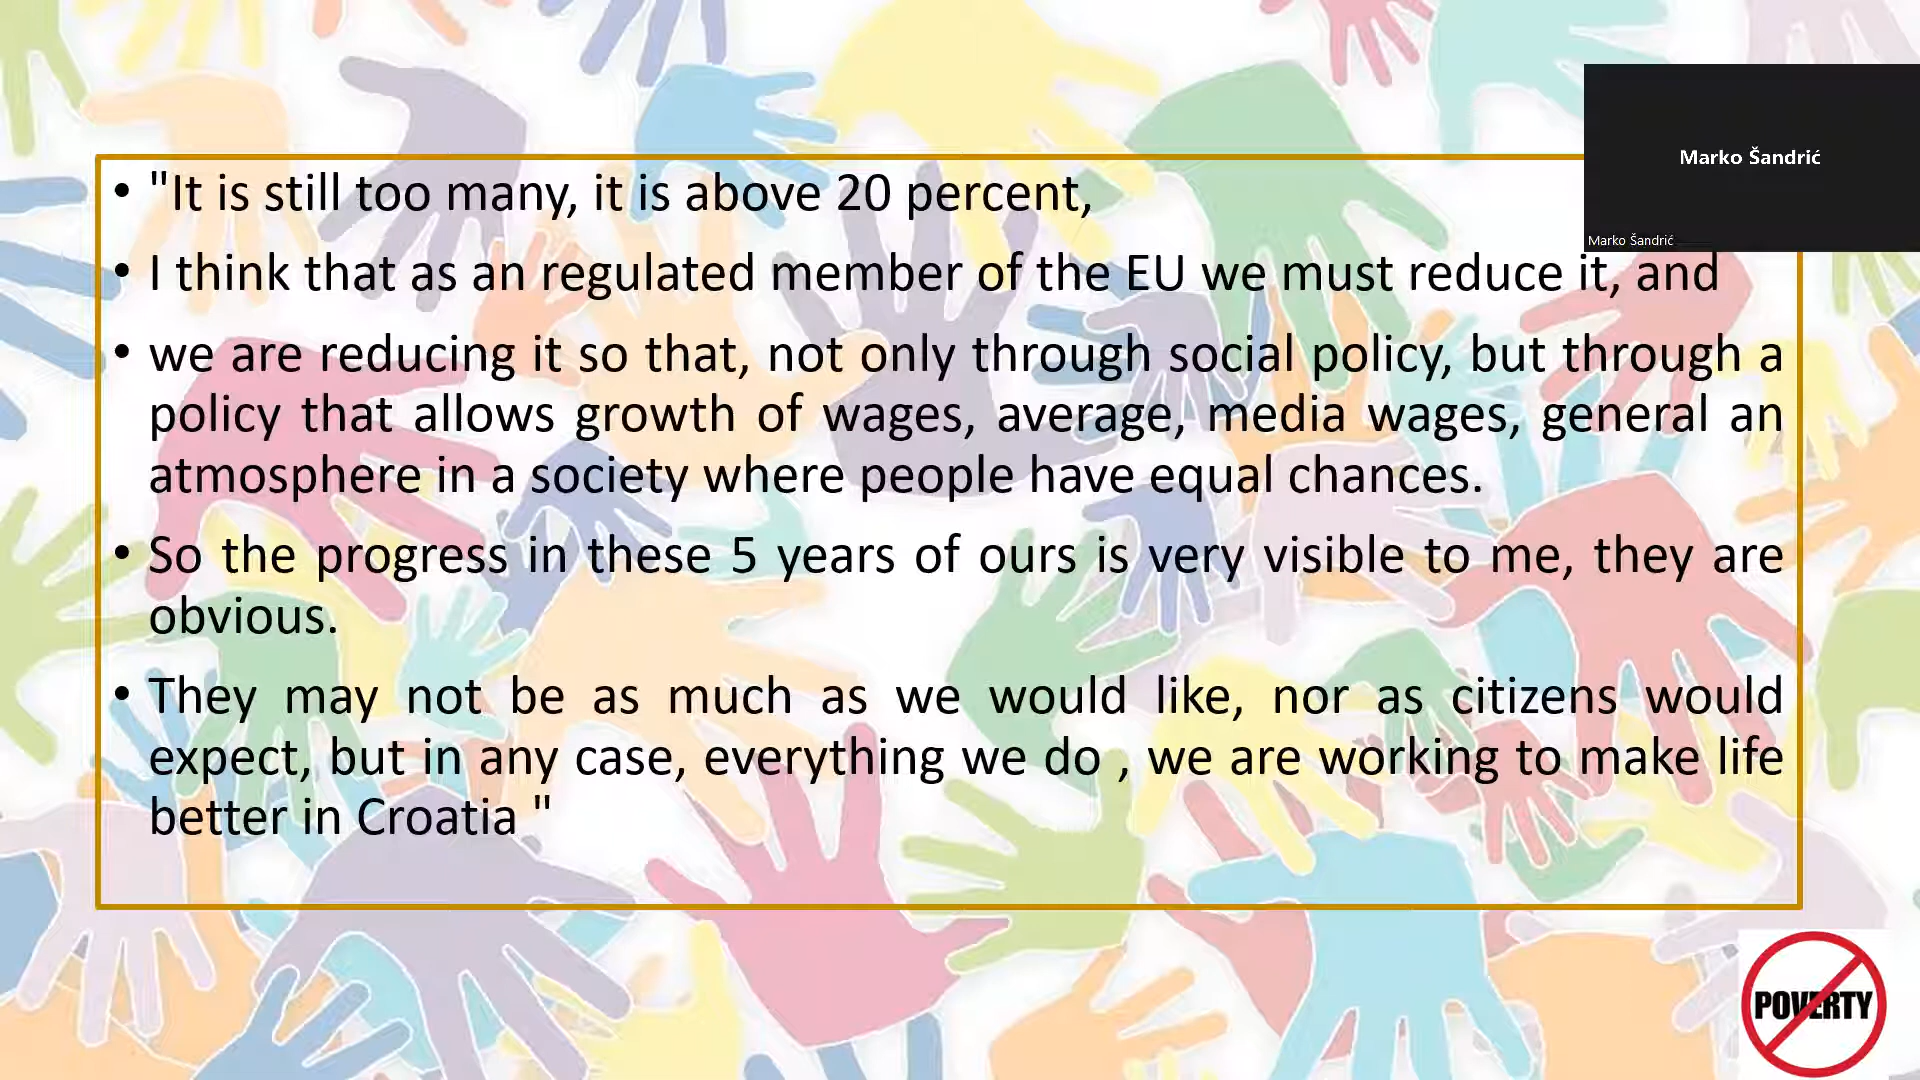 • "It is still too many, it is above 20 percent,
• I think that as an regulated member of the EU we must reduce it, and
• we are reducing it so that, not only through social policy, but through a
policy that allows growth of wages, average, media wages, general an
atmosphere in a society where people have equal chances.
• So the progress in these 5 years of ours is very visible to me, they are
obvious.
• They may not be as much as we would like, nor as citizens would
expect, but in any case, everything we do , we are working to make life
better in Croatia "
Marko Šandrić
Marko Šandrić
POVERTY